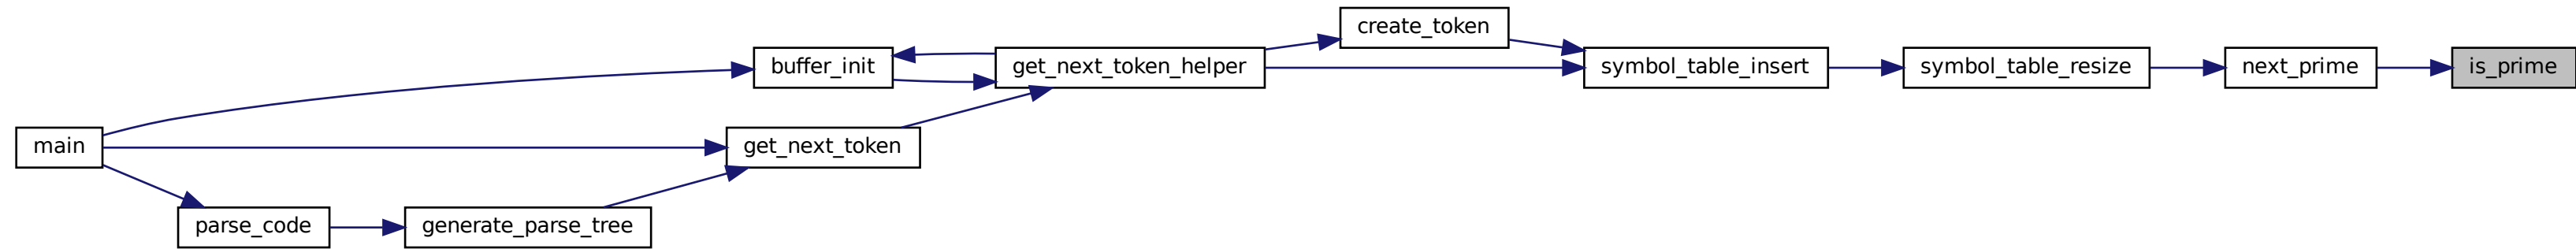 create_token
buffer_init
get_next_token_helper
symbol_table_insert
symbol_table_resize
next_prime
is_prime
main
get_next_token
parse_code
generate_parse_tree